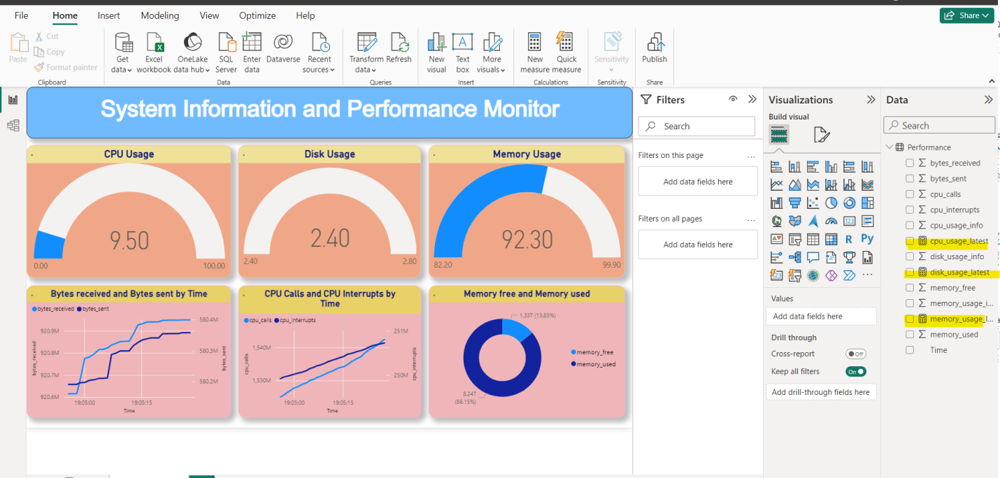 File Home Insert Modeling View Optimize Help
Share
Paste
Cut
Copy
Format painter
Clipboard
Get data
Excel workbook
OneLake data hub
SQL Server
Enter data
Dataverse
Recent sources
Data
Transform data
Refresh
Queries
New visual
Text box
More visuals
Insert
New measure
Quick measure
Calculations
Sensitivity
Sensitivity
Publish
Share
System Information and Performance Monitor
CPU Usage
9.50
0.00 100.00
Disk Usage
2.40
2.40 2.80
Memory Usage
92.30
82.20 99.90
Bytes received and Bytes sent by Time
bytes_received bytes_sent
920.9M
920.8M
920.7M
920.6M
bytes_received
580.4M
580.3M
580.2M
bytes_sent
19:05:00 19:05:15
Time
CPU Calls and CPU Interrupts by
Time
cpu_calls cpu_interrupts
1,540M
1,530M
cpu_calls
251M
250M
cpu_interrupts
19:05:00 19:05:15
Time
Memory free and Memory used
1.33T (13.85%)
8.24T
(86.15%)
memory_free
memory_used
Filters
Search
Filters on this page ...
Add data fields here
Filters on all pages ...
Add data fields here
Visualizations
Build visual
123
R Py
123
...
Values
Add data fields here
Drill through
Cross-report Off
Keep all filters On
Add drill-through fields here
Data
Search
Performance
bytes_received
bytes_sent
cpu_calls
cpu_interrupts
cpu_usage_info
cpu_usage_latest
disk_usage_info
disk_usage_latest
memory_free
memory_usage_i...
memory_usage_l...
memory_used
Time